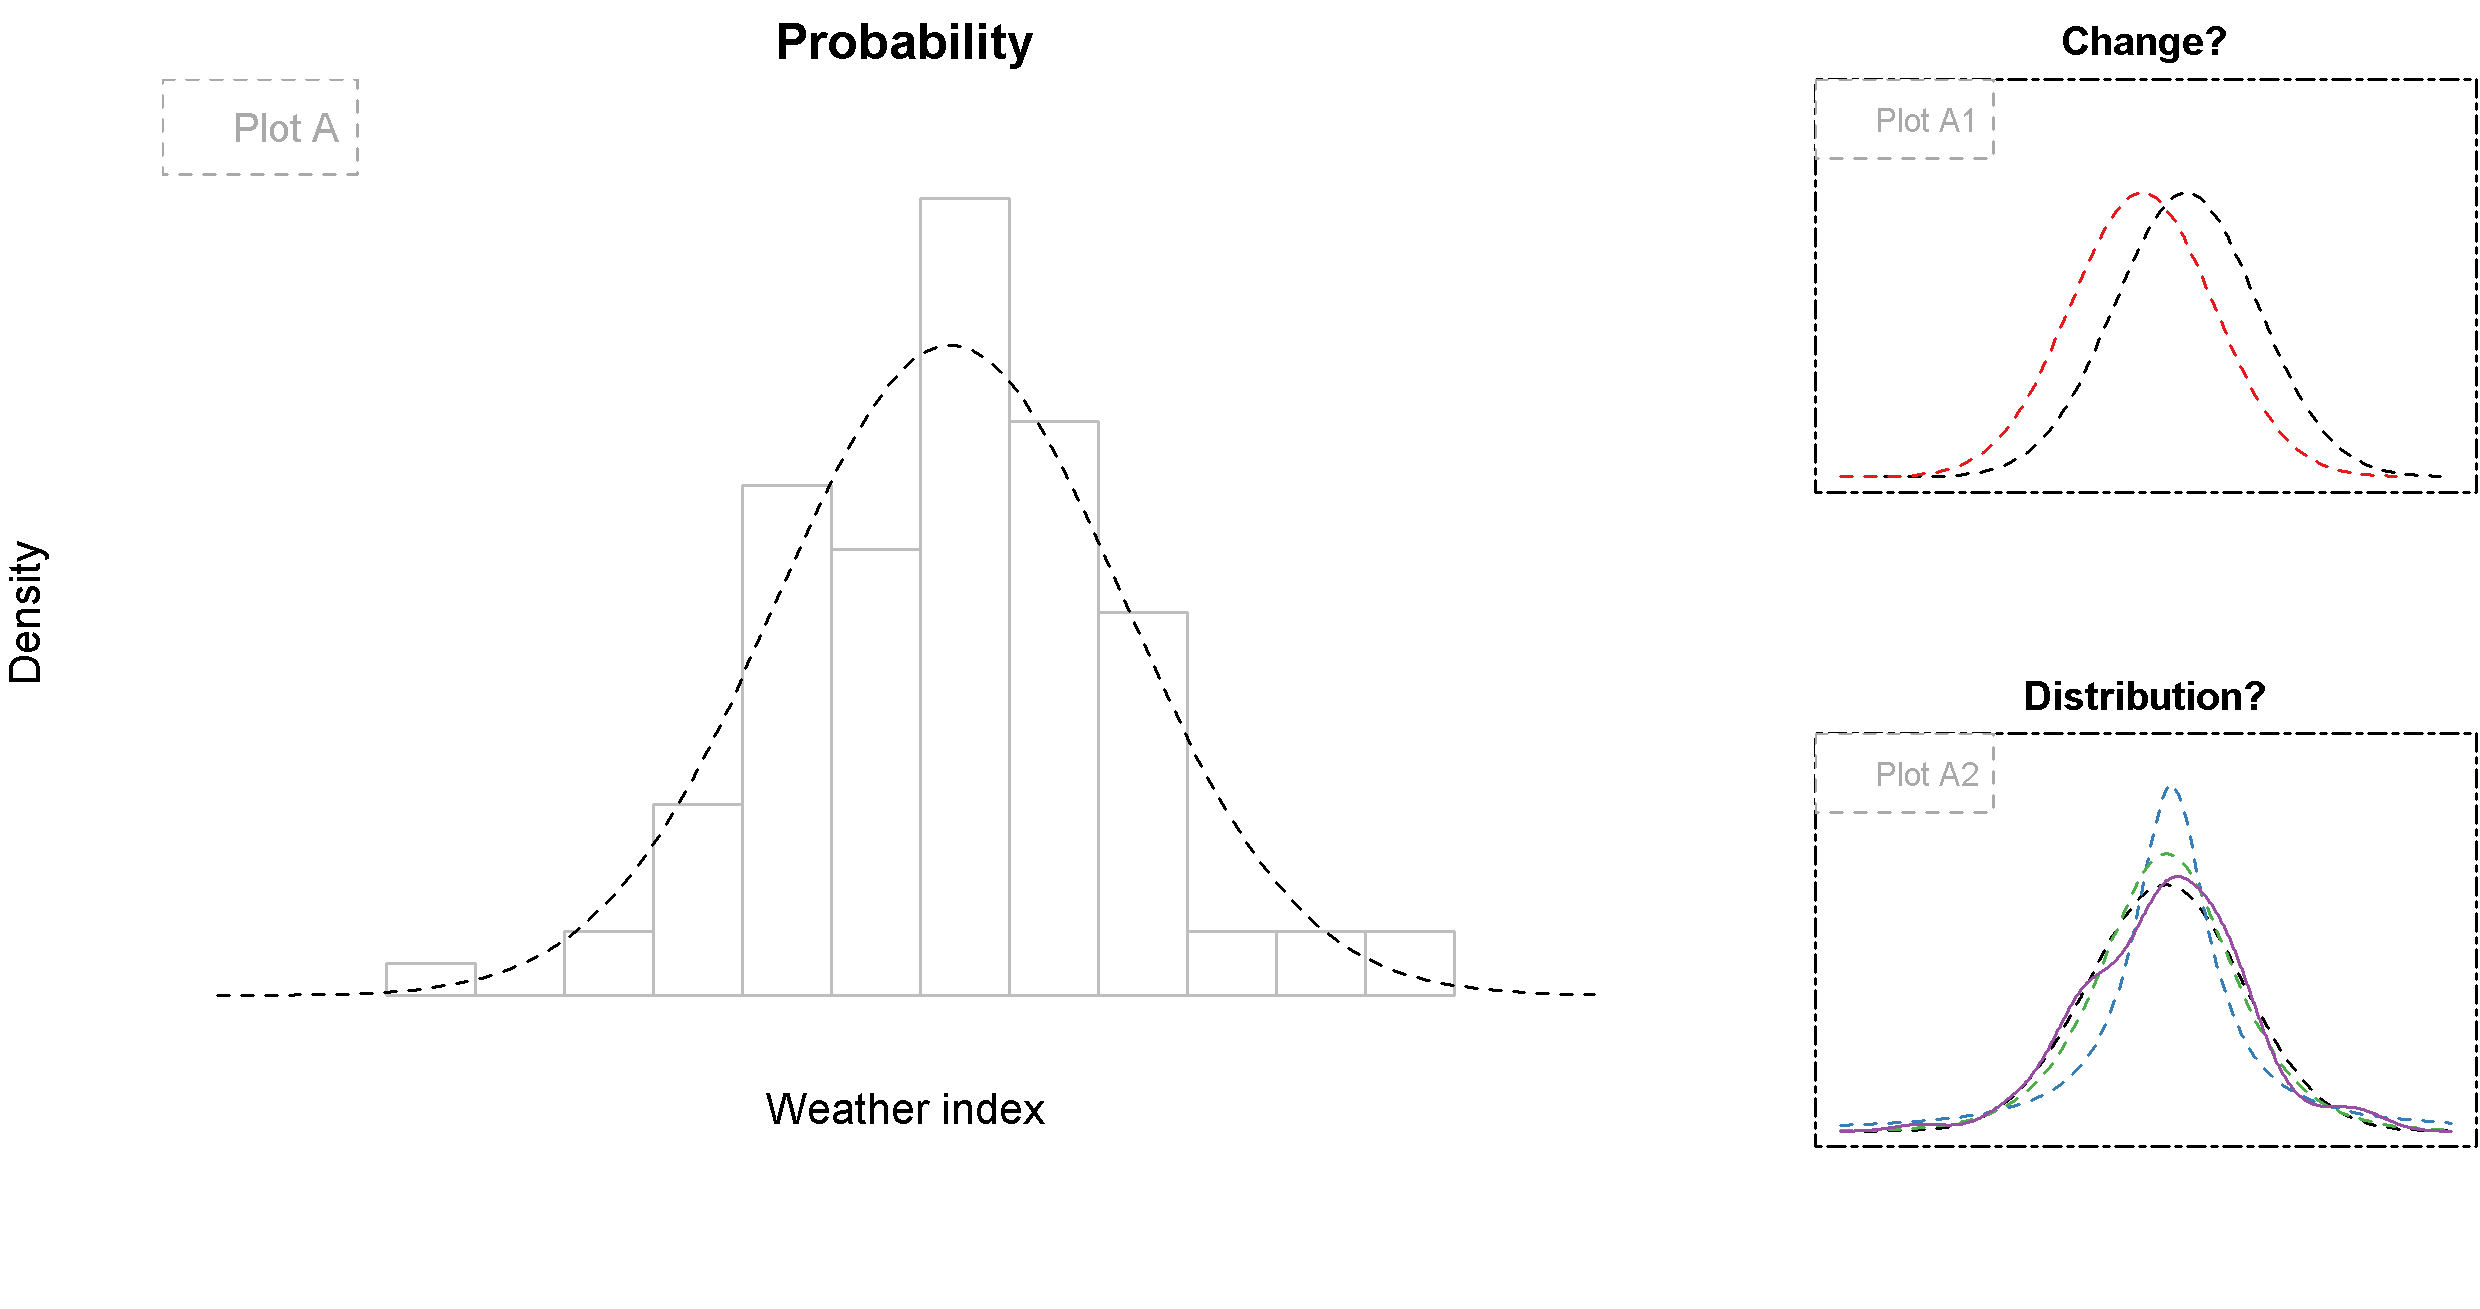 Probability
Plot A
Density
Weather index
Change?
Plot A1
Distribution?
Plot A2